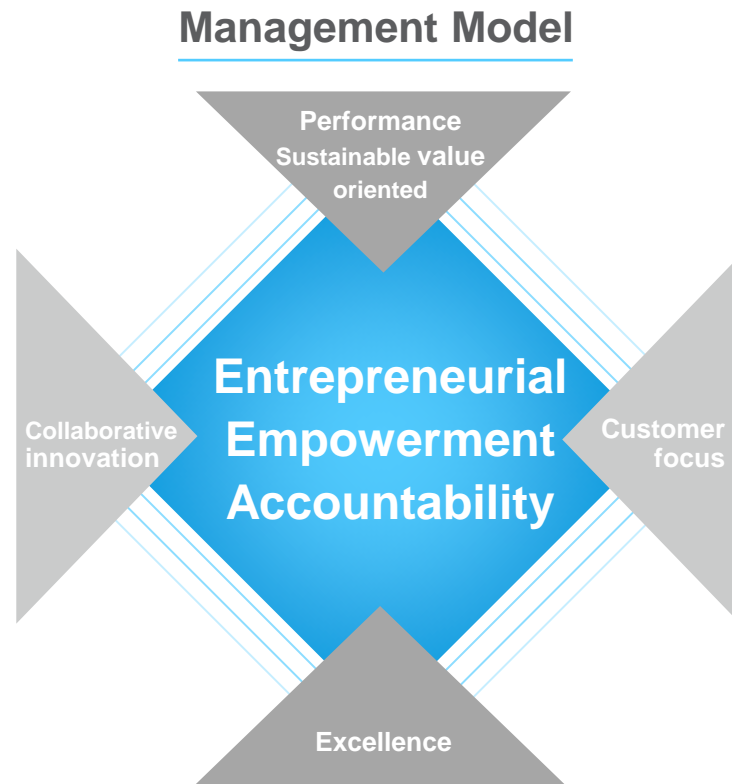 Management Model
Performance
Sustainable value
oriented
Entrepreneurial
Empowerment
Accountability
Collaborative
innovation
Customer
focus
Excellence